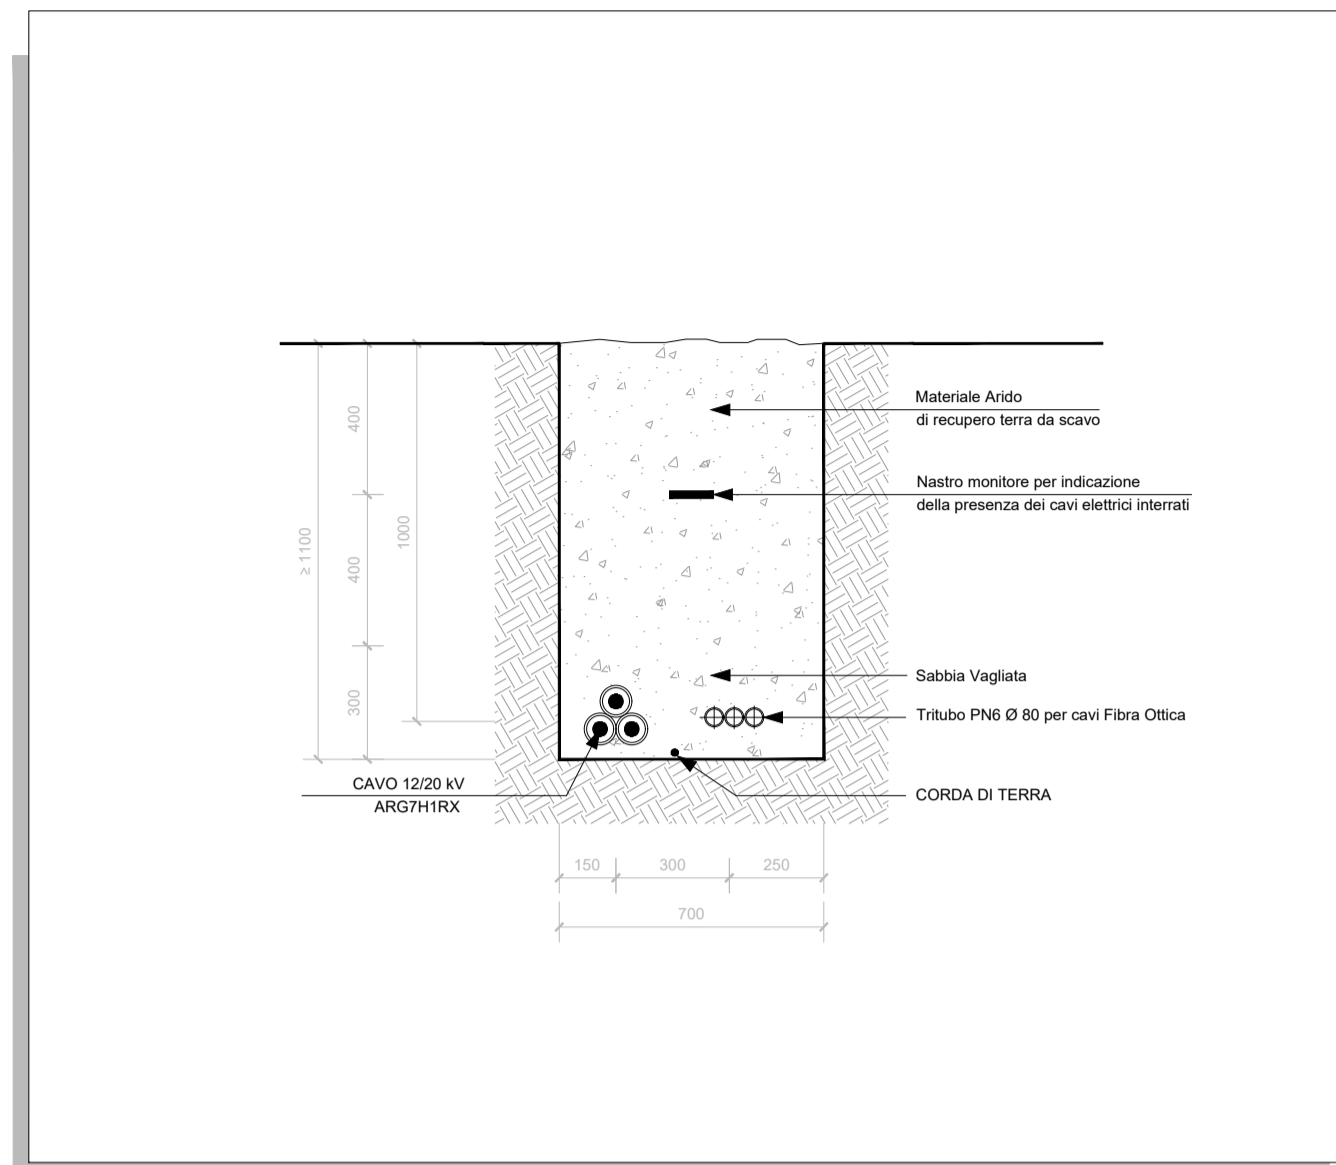 Materiale Arido
di recupero terra da scavo
400
Nastro monitore per indicazione
della presenza dei cavi elettrici interrati
≥ 1100
1000
400
300
Sabbia Vagliata
Tritubo PN6 Ø 80 per cavi Fibra Ottica
CAVO 12/20 kV
ARG7H1RX
CORDA DI TERRA
150 300 250
700